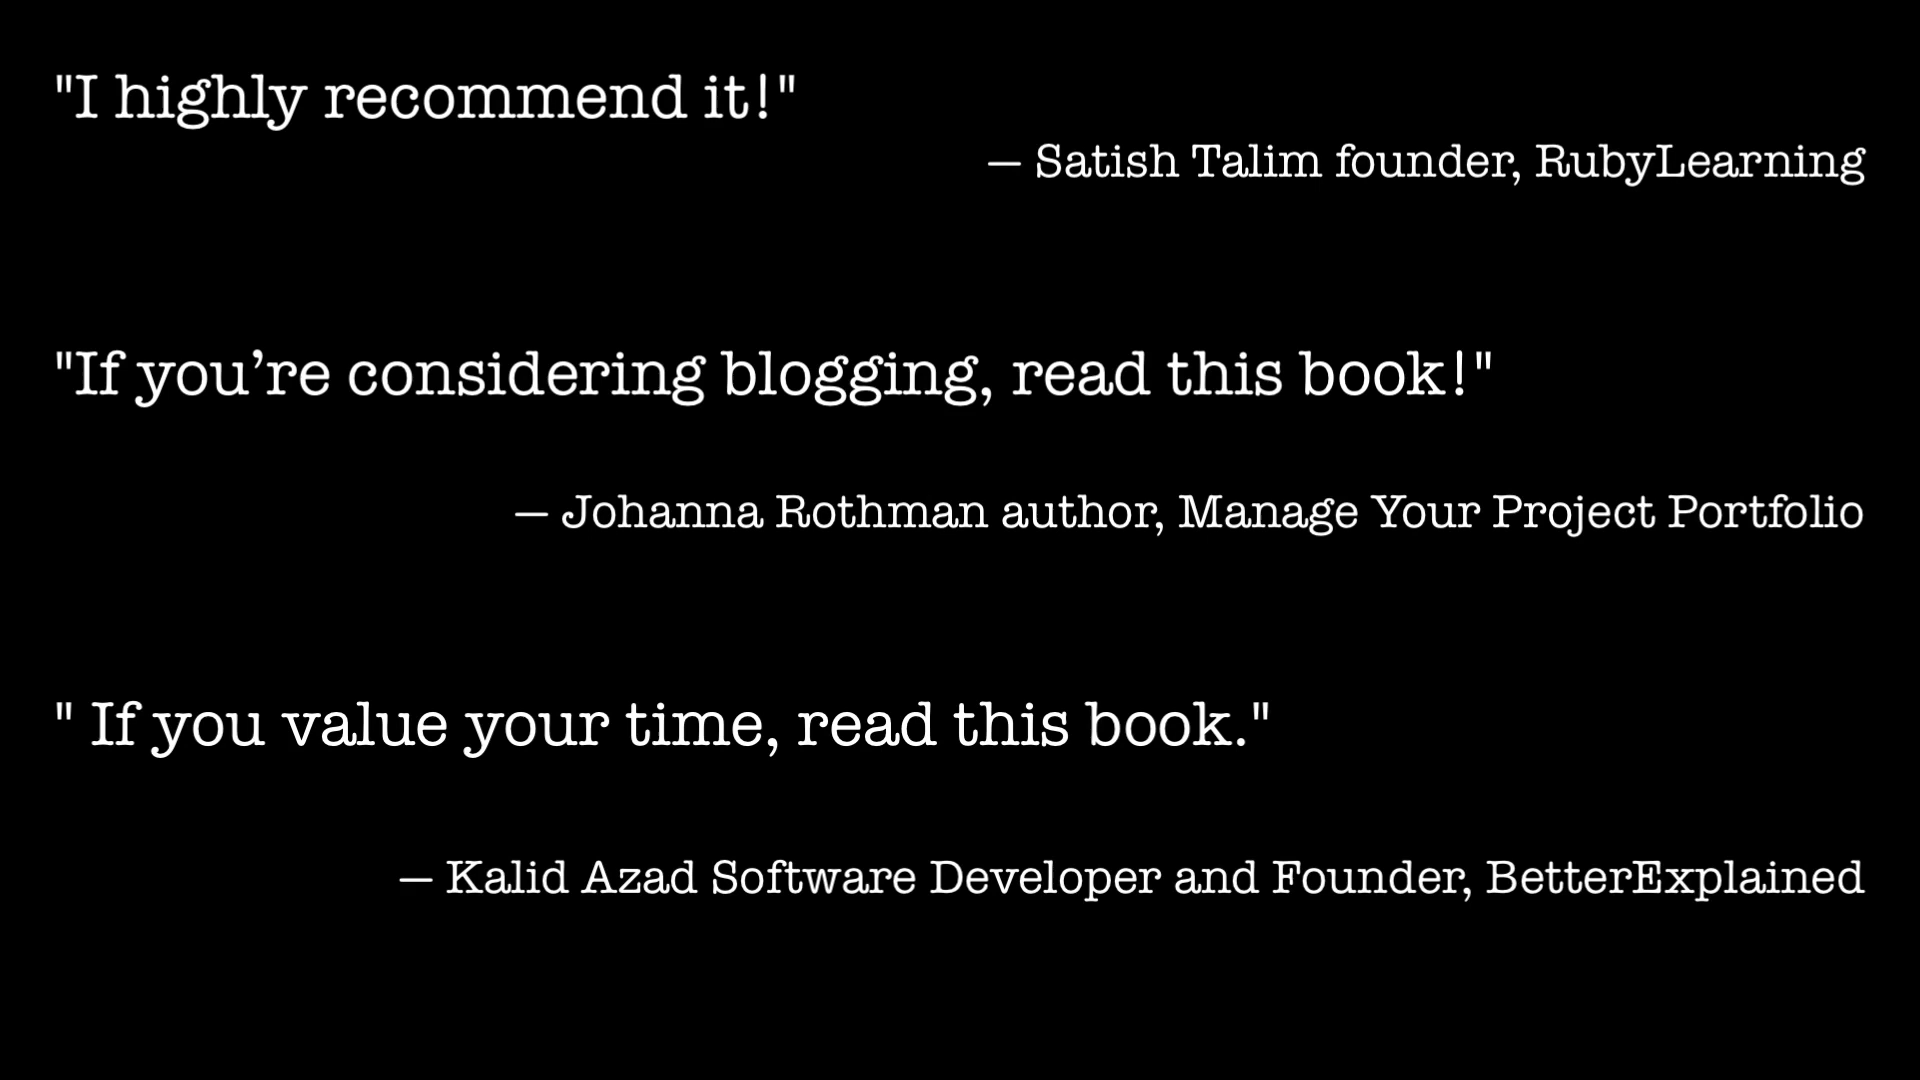 "I highly recommend it!"
— Satish Talim founder, RubyLearning
"If you’re considering blogging, read this book!"
— Johanna Rothman author, Manage Your Project Portfolio
" If you value your time, read this book."
— Kalid Azad Software Developer and Founder, BetterExplained